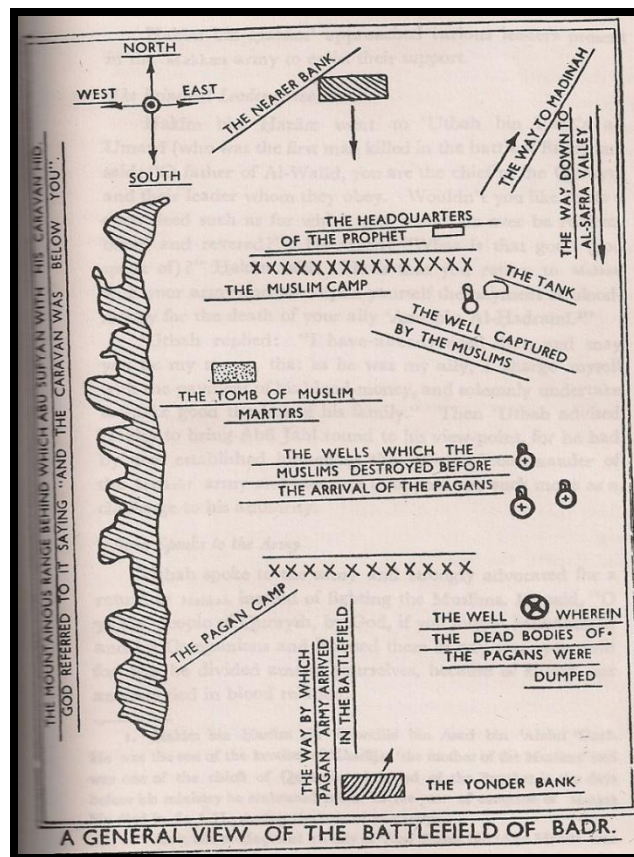 NORTH
WEST
EAST
SOUTH
THE NEARER BANK
THE WAY TO MADINAH
THE WAY DOWN TO
AL-SAFRA VALLEY
THE HEADQUARTERS
OF THE PROPHET
THE MUSLIM CAMP
THE TANK
THE WELL CAPTURED
BY THE MUSLIMS
THE TOMB OF MUSLIM
MARTYRS
THE WELLS WHICH THE
MUSLIMS DESTROYED BEFORE
THE ARRIVAL OF THE PAGANS
THE MOUNTAINOUS RANGE BEHIND WHICH ABU SUFYAN WITH HIS CARAVAN HID.
GOD REFERRED TO IT SAYING "AND THE CARAVAN WAS BELOW YOU".
THE PAGAN CAMP
THE WELL WHEREIN
THE DEAD BODIES OF
THE PAGANS WERE
DUMPED
THE WAY BY WHICH
PAGAN ARMY ARRIVED
IN THE BATTLEFIELD
THE YONDER BANK
A GENERAL VIEW OF THE BATTLEFIELD OF BADR.